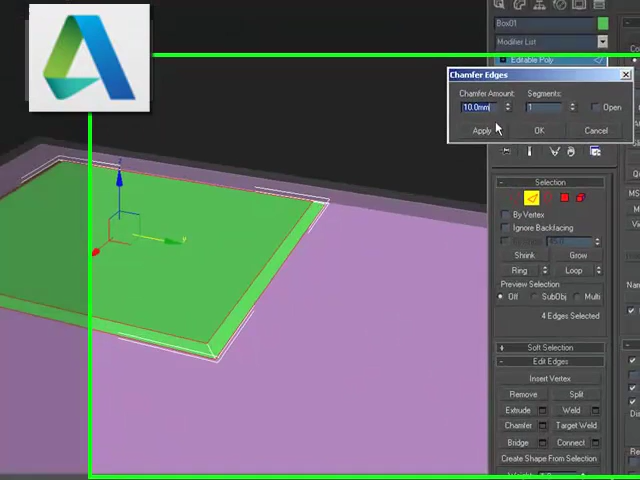 Box01
Modifier List
Editable Poly
Chamfer Edges
Chamfer Amount: Segments:
10.0mm 1 Open
Apply OK Cancel
Selection
By Vertex
Ignore Backfacing
Shrink Grow
Ring Loop
Preview Selection
Off SubObj Multi
4 Edges Selected
Soft Selection
Edit Edges
Insert Vertex
Remove Split
Extrude Weld
Chamfer Target Weld
Bridge Connect
Create Shape From Selection
z
y